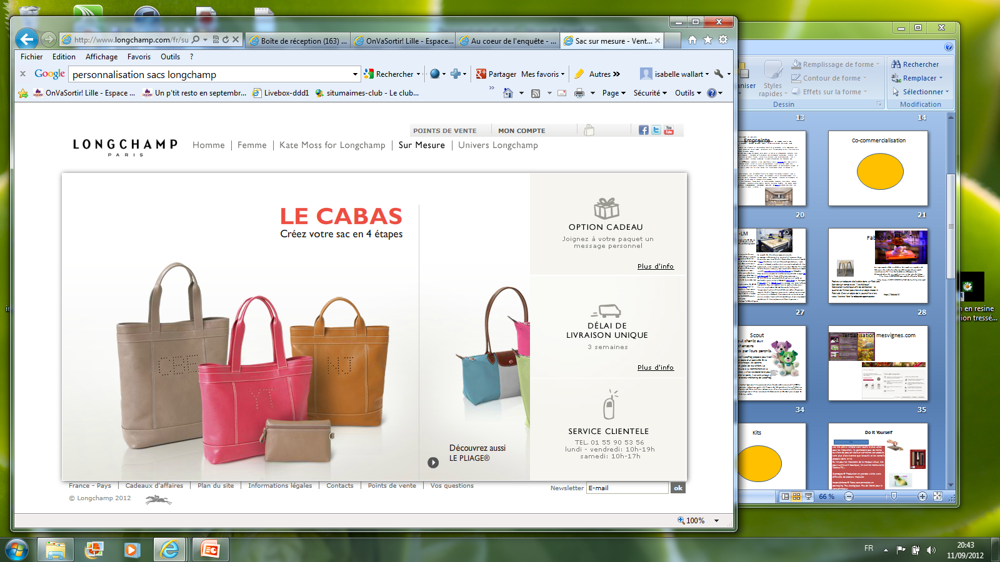 http://www.longchamp.com/fr/su
Boîte de réception (163) ...
OnVaSortir! Lille - Espace...
Au coeur de l'enquête - ...
Sac sur mesure - Vent...
Fichier Edition Affichage Favoris Outils ?
x Google personnalisation sacs longchamp Rechercher Partager Mes favoris Autres » isabelle wallart
OnVaSortir! Lille - Espace ... Un p'tit resto en septembr... Livebox-ddd1 situmaimes-club - Le club... » Page Sécurité Outils
POINTS DE VENTE MON COMPTE
LONGCHAMP
PARIS
Homme Femme Kate Moss for Longchamp Sur Mesure Univers Longchamp
LE CABAS
Créez votre sac en 4 étapes
CBE
YT
NJ
Découvrez aussi
LE PLIAGE®
OPTION CADEAU
Joignez à votre paquet un
message personnel
Plus d'info
DÉLAI DE
LIVRAISON UNIQUE
3 semaines
Plus d'info
SERVICE CLIENTELE
TEL. 01 55 90 53 56
lundi - vendredi: 10h-19h
samedi: 10h-17h
France - Pays Cadeaux d'affaires Plan du site Informations légales Contacts Points de vente Vos questions
Newsletter E-mail ok
© Longchamp 2012
100%
aniser
Styles
rapides
Remplissage de forme
Contour de forme
Effets sur la forme
Dessin
Rechercher
Remplacer
Sélectionner
Modification
13 14
Empreinte
Co-commercialisation
20 21
-LM
27 28
Scout
Tertiarisation mesvignes.com
34 35
Kits
Do It Yourself
66 %
n en resine
ion tressé...
FR
20:43
11/09/2012